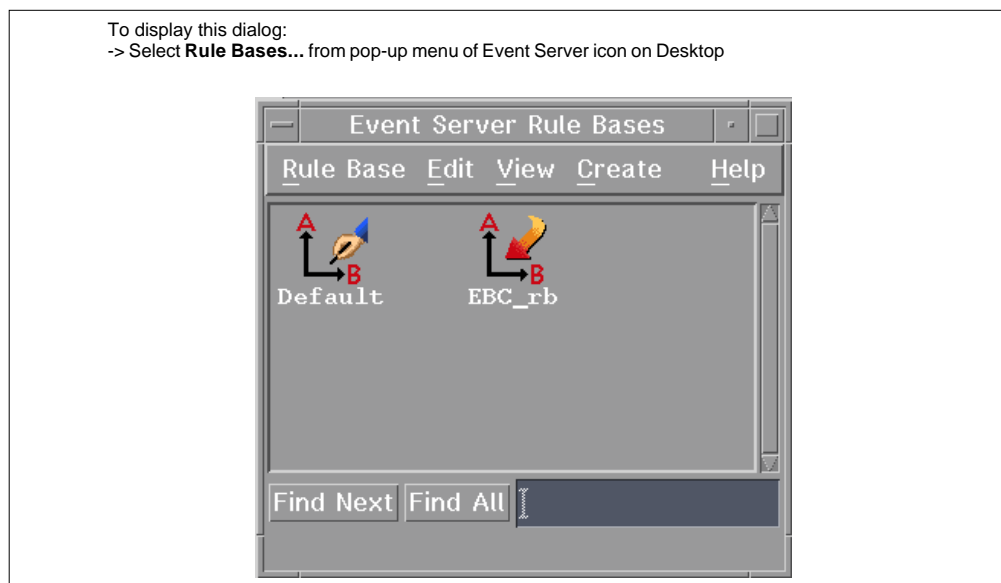 To display this dialog:
-> Select Rule Bases... from pop-up menu of Event Server icon on Desktop
Event Server Rule Bases
Rule Base Edit View Create Help
A A
B B
Default EBC_rb
Find Next Find All